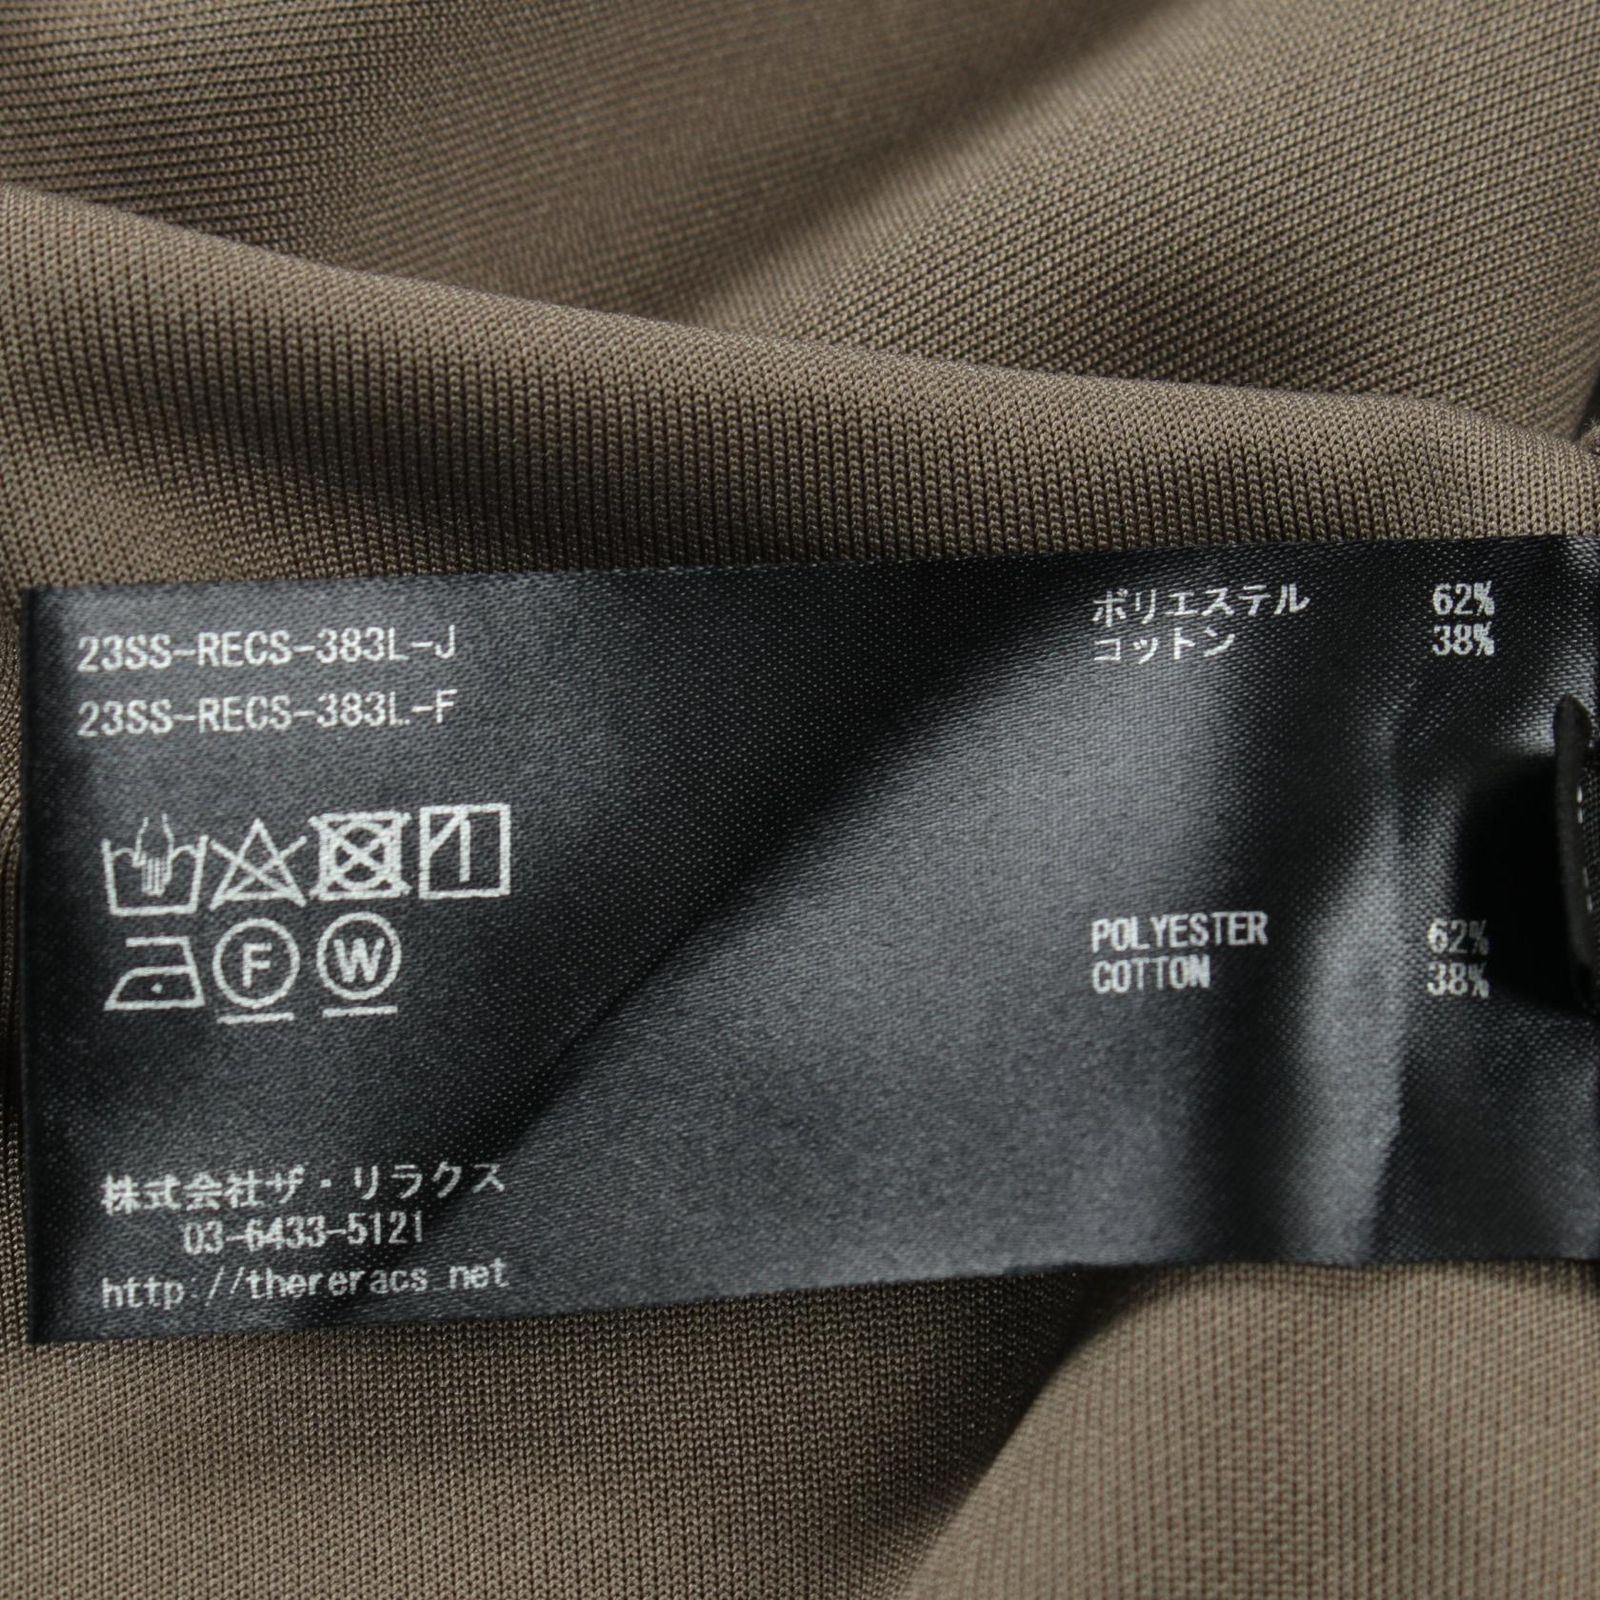 23SS-RECS-383L-J
23SS-RECS-383L-F
ポリエステル 62%
コットン 38%
F W
POLYESTER 62%
COTTON 38%
株式会社ザ・リラクス
03-6433-5121
http://thereracs.net